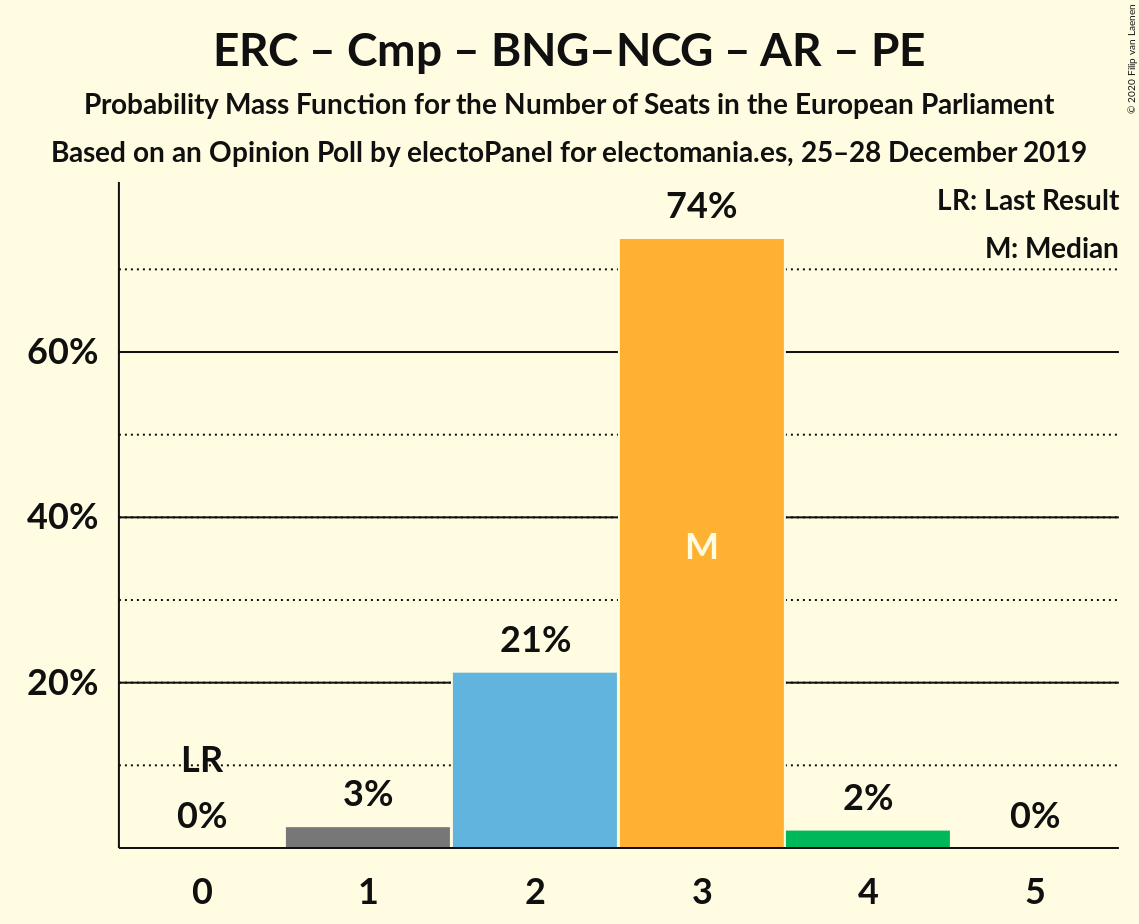 ERC – Cmp – BNG–NCG – AR – PE
Probability Mass Function for the Number of Seats in the European Parliament
Based on an Opinion Poll by electoPanel for electomania.es, 25–28 December 2019
© 2020 Filip van Laenen
LR: Last Result
M: Median
74%
60%
40%
M
21%
20%
LR
3%
2%
0%
0%
0 1 2 3 4 5